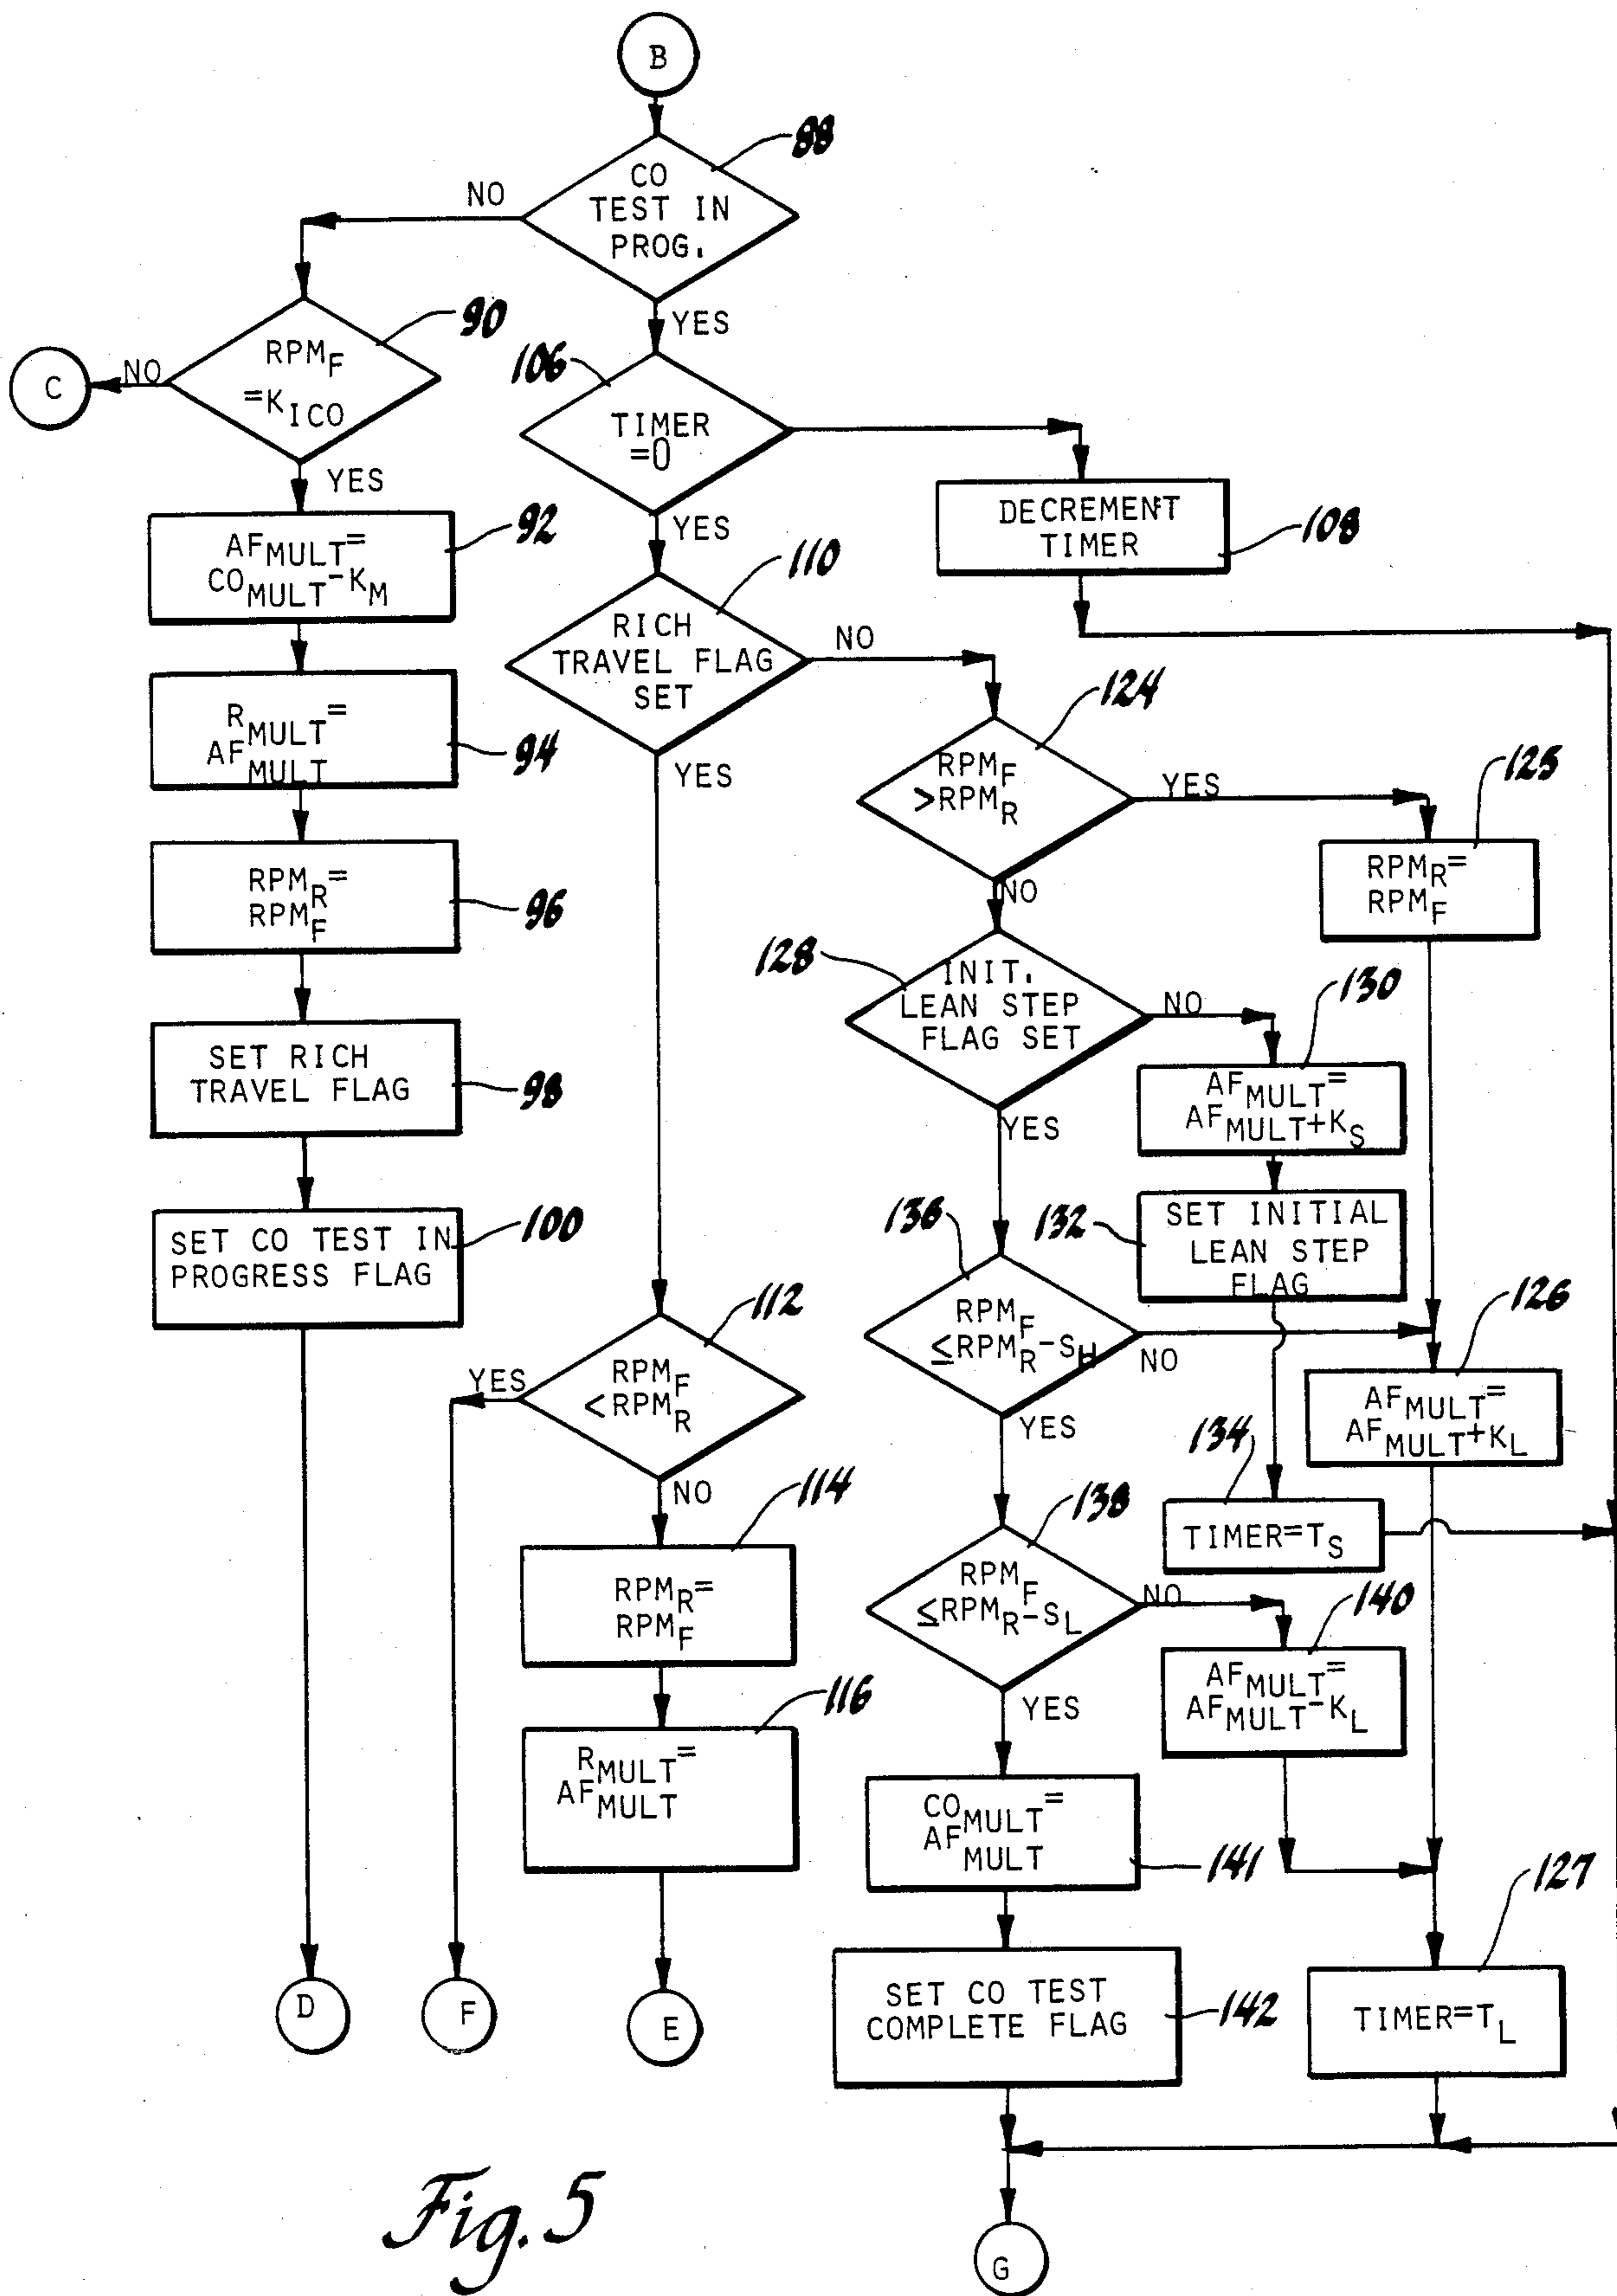 B
88
CO
TEST IN
PROG.
NO
YES
90
RPMF
=KICO
NO
C
YES
106
TIMER
=0
YES
DECREMENT
TIMER
108
92
AFMULT=
COMULT-KM
110
RICH
TRAVEL FLAG
SET
NO
YES
94
RMULT=
AFMULT
124
RPMF
>RPMR
YES
NO
125
RPMR=
RPMF
96
RPMR=
RPMF
128
INIT.
LEAN STEP
FLAG SET
NO
YES
130
AFMULT=
AFMULT+KS
98
SET RICH
TRAVEL FLAG
132
SET INITIAL
LEAN STEP
FLAG
100
SET CO TEST IN
PROGRESS FLAG
136
RPMF
≤RPMR-SH
NO
YES
112
RPMF
<RPMR
YES
NO
126
AFMULT=
AFMULT+KL
134
TIMER=TS
114
RPMR=
RPMF
138
RPMF
≤RPMR-SL
NO
YES
140
AFMULT=
AFMULT-KL
116
RMULT=
AFMULT
141
COMULT=
AFMULT
127
TIMER=TL
142
SET CO TEST
COMPLETE FLAG
D
F
E
G
Fig. 5